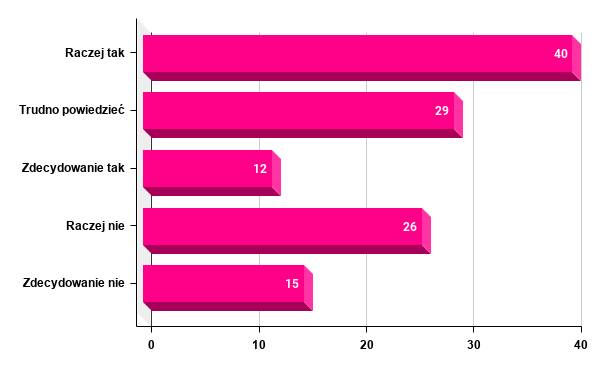 Raczej tak
40
Trudno powiedzieć
29
Zdecydowanie tak
12
Raczej nie
26
Zdecydowanie nie
15
0 10 20 30 40